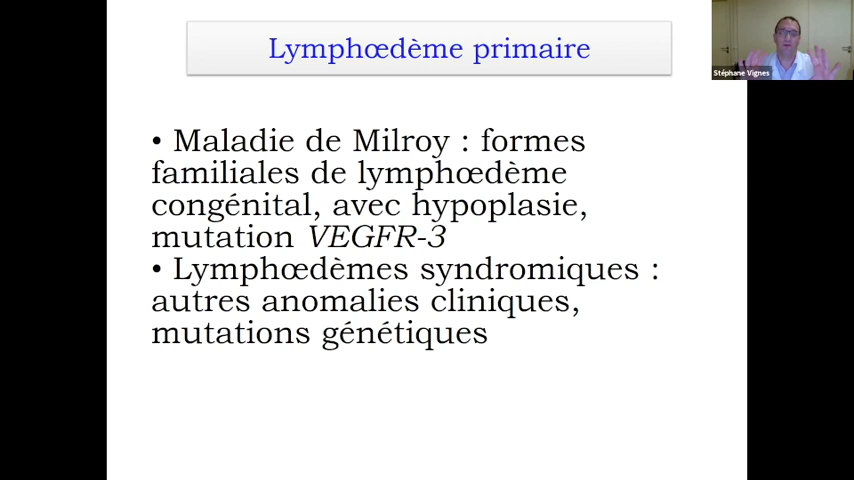 Lymphœdème primaire
Stéphane Vignes
• Maladie de Milroy : formes
familiales de lymphœdème
congénital, avec hypoplasie,
mutation VEGFR-3
• Lymphœdèmes syndromiques :
autres anomalies cliniques,
mutations génétiques